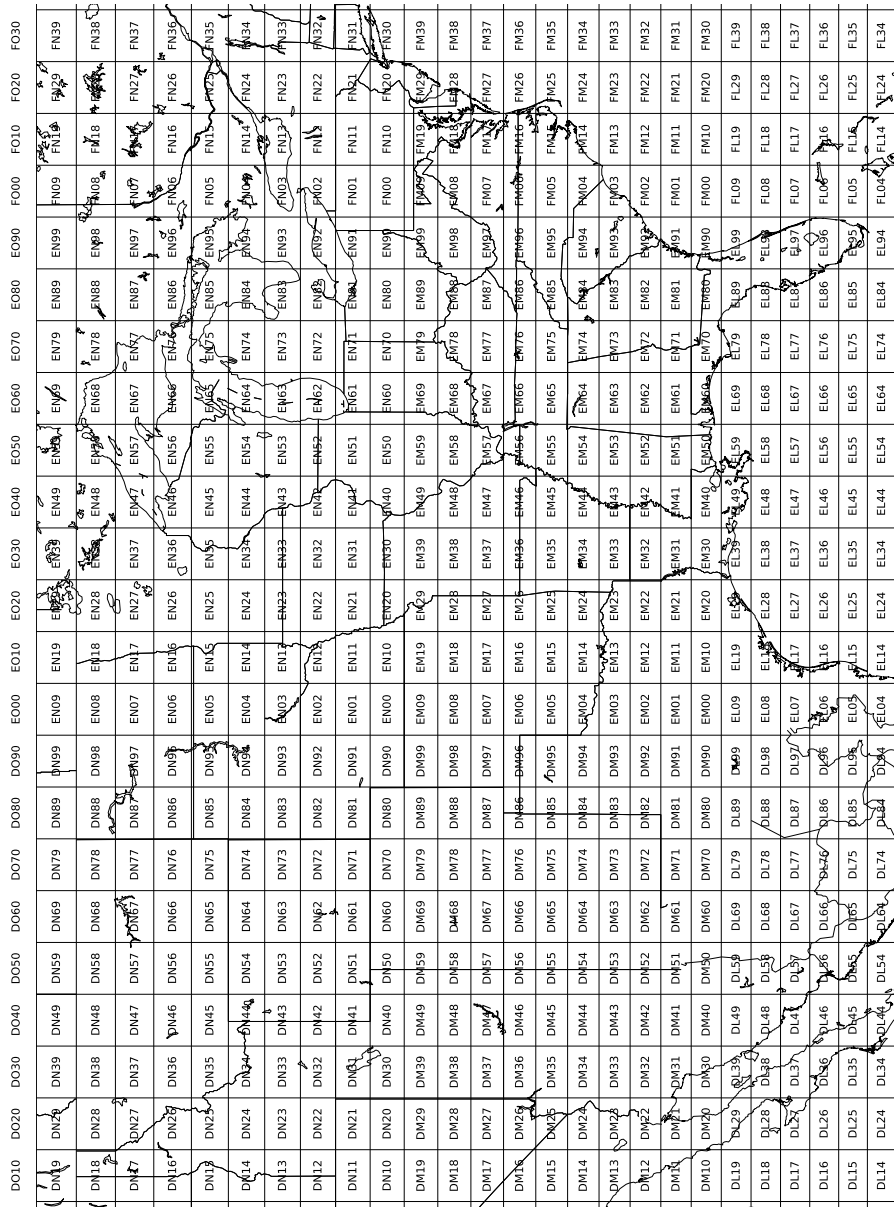 DO10 DO20 DO30 DO40 DO50 DO60 DO70 DO80 DO90 EO00 EO10 EO20 EO30 EO40 EO50 EO60 EO70 EO80 EO90 FO00 FO10 FO20 FO30
DN19 DN29 DN39 DN49 DN59 DN69 DN79 DN89 DN99 EN09 EN19 EN29 EN39 EN49 EN59 EN69 EN79 EN89 EN99 FN09 FN19 FN29 FN39
DN18 DN28 DN38 DN48 DN58 DN68 DN78 DN88 DN98 EN08 EN18 EN28 EN38 EN48 EN58 EN68 EN78 EN88 EN98 FN08 FN18 FN28 FN38
DN17 DN27 DN37 DN47 DN57 DN67 DN77 DN87 DN97 EN07 EN17 EN27 EN37 EN47 EN57 EN67 EN77 EN87 EN97 FN07 FN17 FN27 FN37
DN16 DN26 DN36 DN46 DN56 DN66 DN76 DN86 DN96 EN06 EN16 EN26 EN36 EN46 EN56 EN66 EN76 EN86 EN96 FN06 FN16 FN26 FN36
DN15 DN25 DN35 DN45 DN55 DN65 DN75 DN85 DN95 EN05 EN15 EN25 EN35 EN45 EN55 EN65 EN75 EN85 EN95 FN05 FN15 FN25 FN35
DN14 DN24 DN34 DN44 DN54 DN64 DN74 DN84 DN94 EN04 EN14 EN24 EN34 EN44 EN54 EN64 EN74 EN84 EN94 FN04 FN14 FN24 FN34
DN13 DN23 DN33 DN43 DN53 DN63 DN73 DN83 DN93 EN03 EN13 EN23 EN33 EN43 EN53 EN63 EN73 EN83 EN93 FN03 FN13 FN23 FN33
DN12 DN22 DN32 DN42 DN52 DN62 DN72 DN82 DN92 EN02 EN12 EN22 EN32 EN42 EN52 EN62 EN72 EN82 EN92 FN02 FN12 FN22 FN32
DN11 DN21 DN31 DN41 DN51 DN61 DN71 DN81 DN91 EN01 EN11 EN21 EN31 EN41 EN51 EN61 EN71 EN81 EN91 FN01 FN11 FN21 FN31
DN10 DN20 DN30 DN40 DN50 DN60 DN70 DN80 DN90 EN00 EN10 EN20 EN30 EN40 EN50 EN60 EN70 EN80 EN90 FN00 FN10 FN20 FN30
DM19 DM29 DM39 DM49 DM59 DM69 DM79 DM89 DM99 EM09 EM19 EM29 EM39 EM49 EM59 EM69 EM79 EM89 EM99 FM09 FM19 FM29 FM39
DM18 DM28 DM38 DM48 DM58 DM68 DM78 DM88 DM98 EM08 EM18 EM28 EM38 EM48 EM58 EM68 EM78 EM88 EM98 FM08 FM18 FM28 FM38
DM17 DM27 DM37 DM47 DM57 DM67 DM77 DM87 DM97 EM07 EM17 EM27 EM37 EM47 EM57 EM67 EM77 EM87 EM97 FM07 FM17 FM27 FM37
DM16 DM26 DM36 DM46 DM56 DM66 DM76 DM86 DM96 EM06 EM16 EM26 EM36 EM46 EM56 EM66 EM76 EM86 EM96 FM06 FM16 FM26 FM36
DM15 DM25 DM35 DM45 DM55 DM65 DM75 DM85 DM95 EM05 EM15 EM25 EM35 EM45 EM55 EM65 EM75 EM85 EM95 FM05 FM15 FM25 FM35
DM14 DM24 DM34 DM44 DM54 DM64 DM74 DM84 DM94 EM04 EM14 EM24 EM34 EM44 EM54 EM64 EM74 EM84 EM94 FM04 FM14 FM24 FM34
DM13 DM23 DM33 DM43 DM53 DM63 DM73 DM83 DM93 EM03 EM13 EM23 EM33 EM43 EM53 EM63 EM73 EM83 EM93 FM03 FM13 FM23 FM33
DM12 DM22 DM32 DM42 DM52 DM62 DM72 DM82 DM92 EM02 EM12 EM22 EM32 EM42 EM52 EM62 EM72 EM82 EM92 FM02 FM12 FM22 FM32
DM11 DM21 DM31 DM41 DM51 DM61 DM71 DM81 DM91 EM01 EM11 EM21 EM31 EM41 EM51 EM61 EM71 EM81 EM91 FM01 FM11 FM21 FM31
DM10 DM20 DM30 DM40 DM50 DM60 DM70 DM80 DM90 EM00 EM10 EM20 EM30 EM40 EM50 EM60 EM70 EM80 EM90 FM00 FM10 FM20 FM30
DL19 DL29 DL39 DL49 DL59 DL69 DL79 DL89 DL99 EL09 EL19 EL29 EL39 EL49 EL59 EL69 EL79 EL89 EL99 FL09 FL19 FL29 FL39
DL18 DL28 DL38 DL48 DL58 DL68 DL78 DL88 DL98 EL08 EL18 EL28 EL38 EL48 EL58 EL68 EL78 EL88 EL98 FL08 FL18 FL28 FL38
DL17 DL27 DL37 DL47 DL57 DL67 DL77 DL87 DL97 EL07 EL17 EL27 EL37 EL47 EL57 EL67 EL77 EL87 EL97 FL07 FL17 FL27 FL37
DL16 DL26 DL36 DL46 DL56 DL66 DL76 DL86 DL96 EL06 EL16 EL26 EL36 EL46 EL56 EL66 EL76 EL86 EL96 FL06 FL16 FL26 FL36
DL15 DL25 DL35 DL45 DL55 DL65 DL75 DL85 DL95 EL05 EL15 EL25 EL35 EL45 EL55 EL65 EL75 EL85 EL95 FL05 FL15 FL25 FL35
DL14 DL24 DL34 DL44 DL54 DL64 DL74 DL84 DL94 EL04 EL14 EL24 EL34 EL44 EL54 EL64 EL74 EL84 EL94 FL04 FL14 FL24 FL34